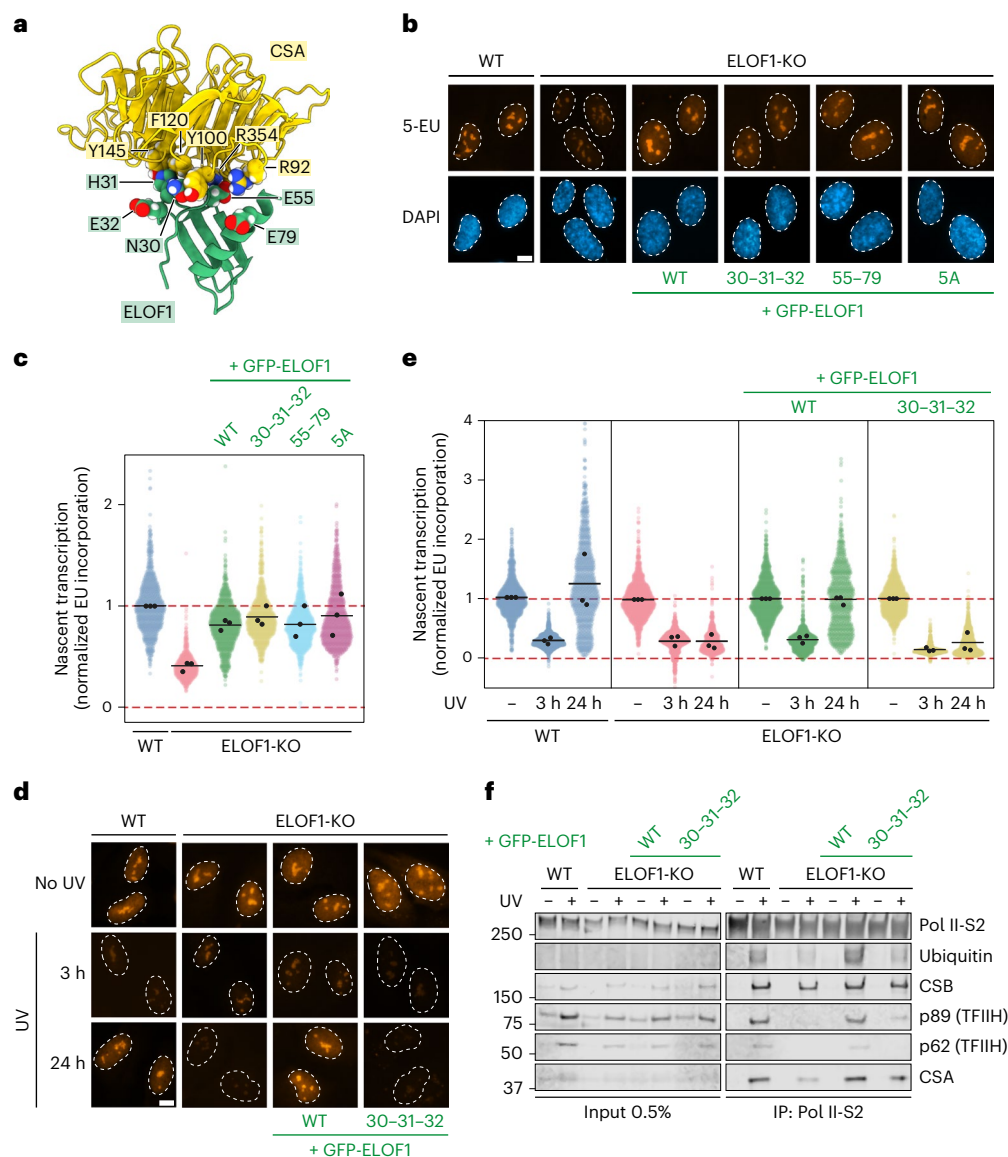 a
CSA
F120
Y100
R354
Y145
R92
H31
E55
E32
N30
E79
ELOF1
b
WT ELOF1-KO
5-EU
DAPI
WT 30–31–32 55–79 5A
+ GFP-ELOF1
c
+ GFP-ELOF1
WT 30–31–32 55–79 5A
Nascent transcription
(normalized EU incorporation)
2
1
0
WT ELOF1-KO
e
+ GFP-ELOF1
WT 30–31–32
Nascent transcription
(normalized EU incorporation)
4
3
2
1
0
UV – 3 h 24 h – 3 h 24 h – 3 h 24 h – 3 h 24 h
WT ELOF1-KO
d
WT ELOF1-KO
No UV
UV
3 h
24 h
WT 30–31–32
+ GFP-ELOF1
f
+ GFP-ELOF1 WT 30–31–32 WT 30–31–32
WT ELOF1-KO WT ELOF1-KO
UV – + – + – + – + – + – + – + – +
250
150
75
50
37
Pol II-S2
Ubiquitin
CSB
p89 (TFIIH)
p62 (TFIIH)
CSA
Input 0.5% IP: Pol II-S2